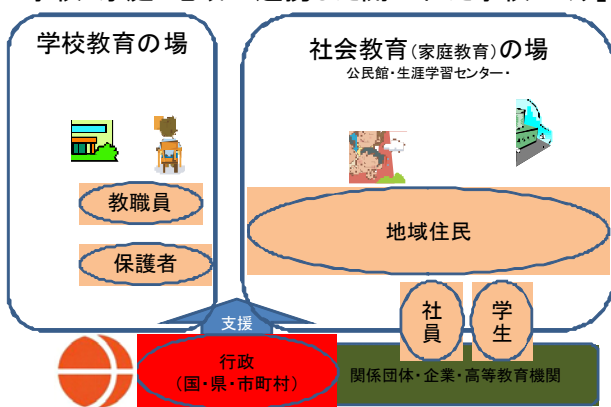 学校教育の場
社会教育(家庭教育)の場
公民館・生涯学習センター・
教職員
保護者
地域住民
社員
学生
支援
行政
(国・県・市町村)
関係団体・企業・高等教育機関